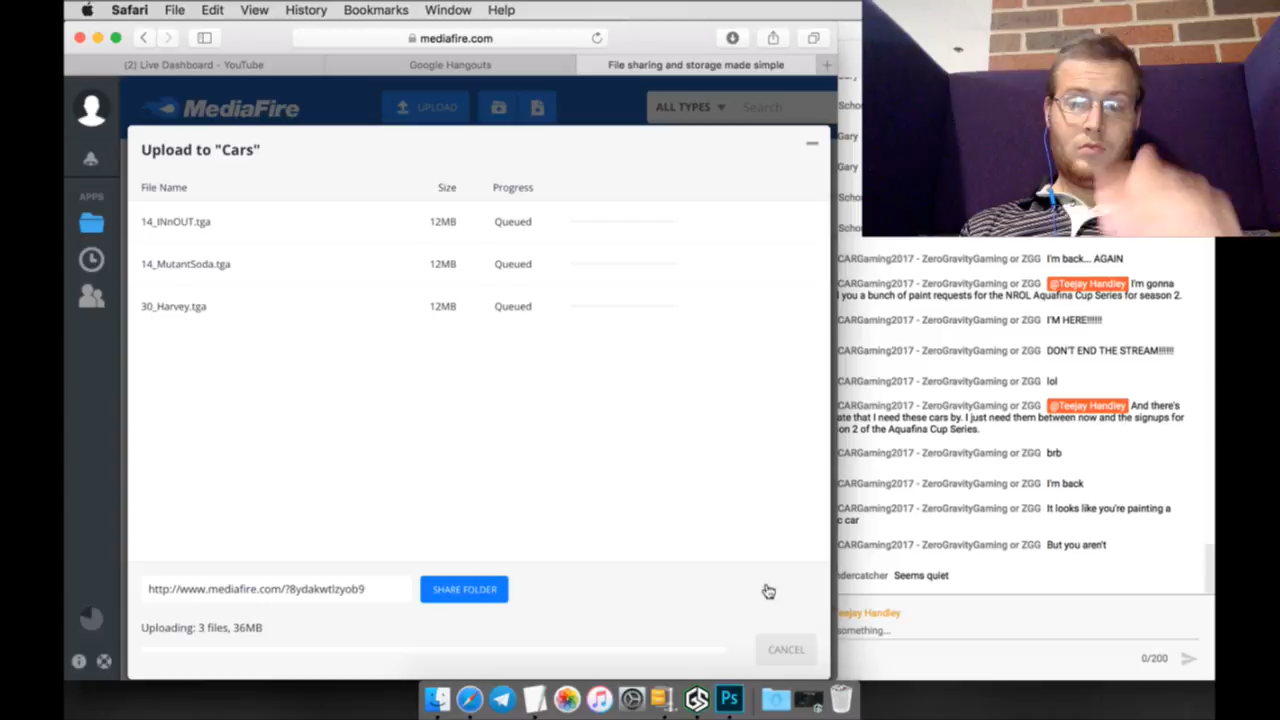 Safari File Edit View History Bookmarks Window Help
mediafire.com
(2) Live Dashboard - YouTube
Google Hangouts
File sharing and storage made simple
MediaFire
UPLOAD
ALL TYPES
Search
APPS
Upload to "Cars"
File Name Size Progress
14_INnOUT.tga 12MB Queued
14_MutantSoda.tga 12MB Queued
30_Harvey.tga 12MB Queued
http://www.mediafire.com/?8ydakwtlzyob9
SHARE FOLDER
Uploading: 3 files, 36MB
CANCEL
Gary
Gary
CARGaming2017 - ZeroGravityGaming or ZGG I'm back... AGAIN
CARGaming2017 - ZeroGravityGaming or ZGG @Teejay Handley I'm gonna
you a bunch of paint requests for the NROL Aquafina Cup Series for season 2.
CARGaming2017 - ZeroGravityGaming or ZGG I'M HERE!!!!!!
CARGaming2017 - ZeroGravityGaming or ZGG DON'T END THE STREAM!!!!!!!
CARGaming2017 - ZeroGravityGaming or ZGG lol
CARGaming2017 - ZeroGravityGaming or ZGG @Teejay Handley And there's
ate that I need these cars by. I just need them between now and the signups for
on 2 of the Aquafina Cup Series.
CARGaming2017 - ZeroGravityGaming or ZGG brb
CARGaming2017 - ZeroGravityGaming or ZGG I'm back
CARGaming2017 - ZeroGravityGaming or ZGG It looks like you're painting a
c car
CARGaming2017 - ZeroGravityGaming or ZGG But you aren't
ndercatcher Seems quiet
eejay Handley
something...
0/200
Ps